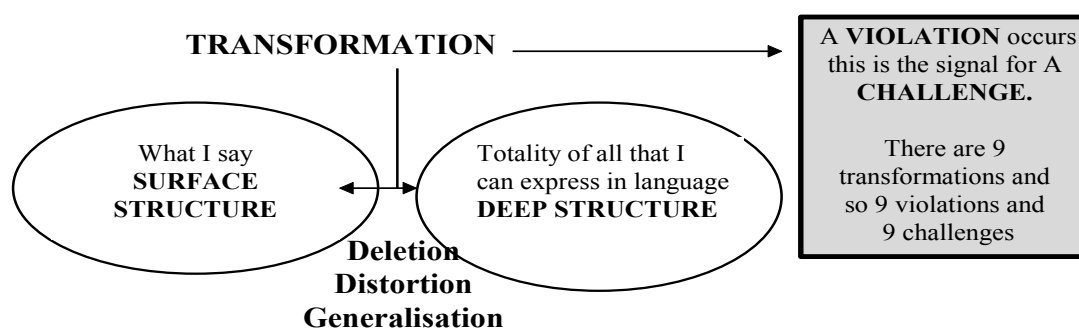 TRANSFORMATION
What I say
SURFACE
STRUCTURE
Totality of all that I
can express in language
DEEP STRUCTURE
Deletion
Distortion
Generalisation
A VIOLATION occurs
this is the signal for A
CHALLENGE.
There are 9
transformations and
so 9 violations and
9 challenges